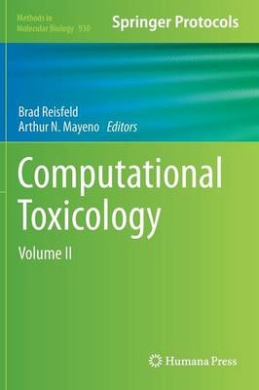 Methods in
Molecular Biology 930
Springer Protocols
Brad Reisfeld
Arthur N. Mayeno Editors
Computational
Toxicology
Volume II
Humana Press